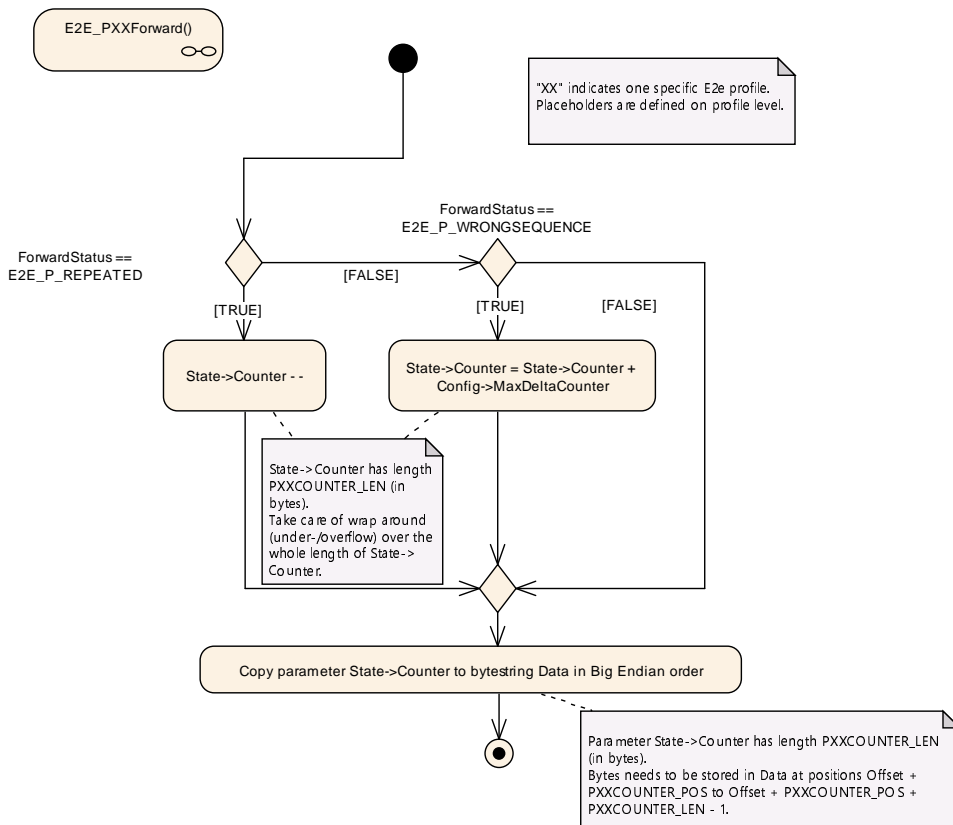 E2E_PXXForward()
"XX" indicates one specific E2e profile.
Placeholders are defined on profile level.
ForwardStatus ==
E2E_P_WRONGSEQUENCE
ForwardStatus ==
E2E_P_REPEATED
[FALSE]
[TRUE]
[TRUE]
[FALSE]
State->Counter - -
State->Counter = State->Counter +
Config->MaxDeltaCounter
State->Counter has length
PXXCOUNTER_LEN (in
bytes).
Take care of wrap around
(under-/overflow) over the
whole length of State->
Counter.
Copy parameter State->Counter to bytestring Data in Big Endian order
Parameter State->Counter has length PXXCOUNTER_LEN
(in bytes).
Bytes needs to be stored in Data at positions Offset +
PXXCOUNTER_POS to Offset + PXXCOUNTER_POS +
PXXCOUNTER_LEN - 1.